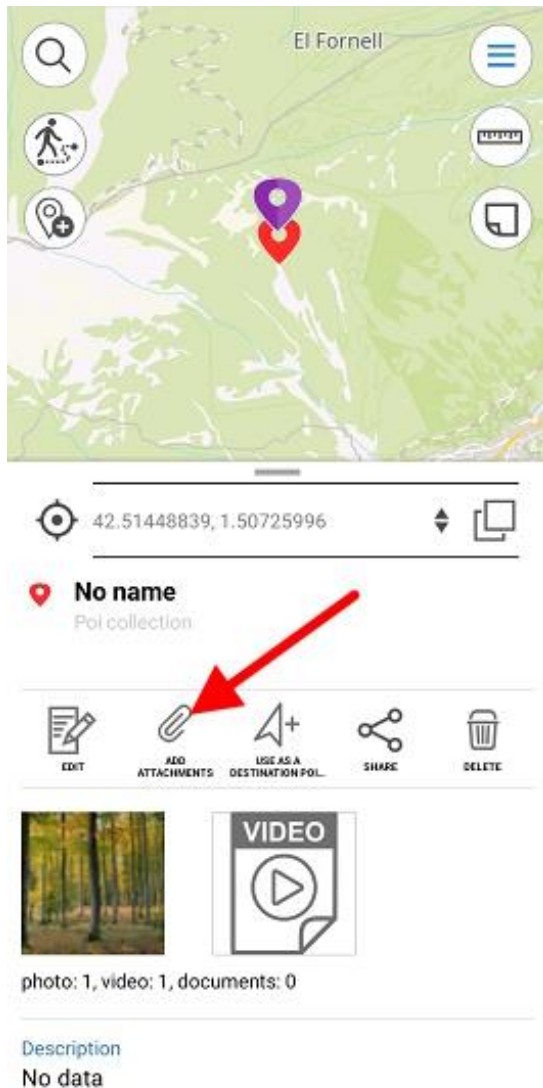 El Fornell
42.51448839, 1.50725996
No name
Poi collection
EDIT
ADD
ATTACHMENTS
USE AS A
DESTINATION POI...
SHARE
DELETE
VIDEO
photo: 1, video: 1, documents: 0
Description
No data